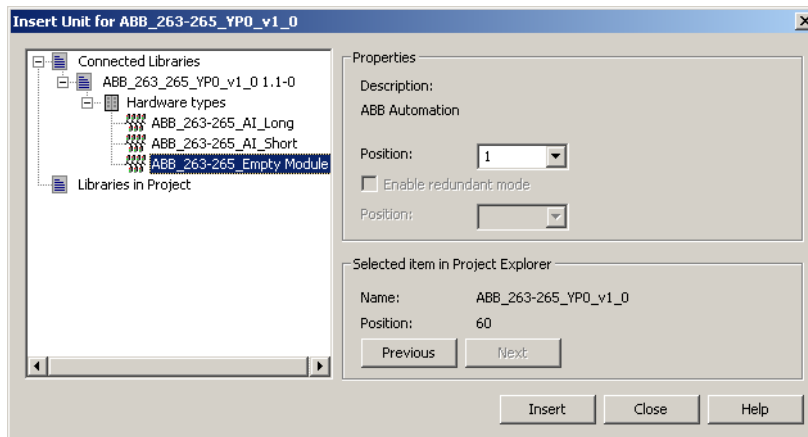 Insert Unit for ABB_263-265_YP0_v1_0
Connected Libraries
ABB_263_265_YP0_v1_0 1.1-0
Hardware types
ABB_263-265_AI_Long
ABB_263-265_AI_Short
ABB_263-265_Empty Module
Libraries in Project
Properties
Description:
ABB Automation
Position: 1
Enable redundant mode
Position:
Selected item in Project Explorer
Name: ABB_263-265_YP0_v1_0
Position: 60
Previous Next
Insert Close Help